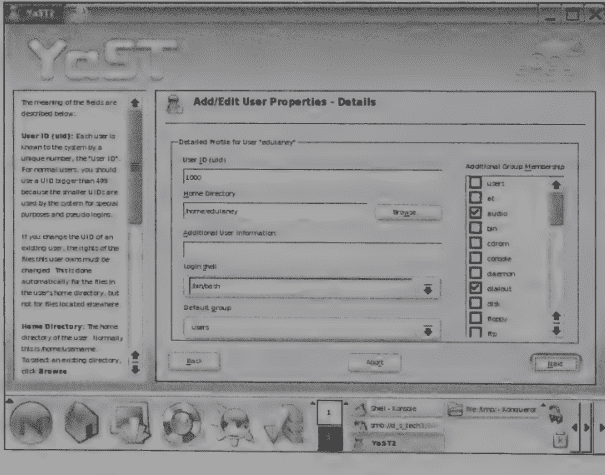 YaST2
YaST
The meaning of the fields are
described below:
User ID (uid): Each user is
known to the system by a
unique number, the "User ID".
For normal users, you should
use a UID bigger than 499
because the smaller UIDs are
used by the system for special
purposes and pseudo logins.
If you change the UID of an
existing user, the rights of the
files this user owns must be
changed. This is done
automatically for the files in
the user's home directory, but
not for files located elsewhere.
Home Directory: The home
directory of the user. Normally
this is /home/username.
To select an existing directory,
click Browse.
Add/Edit User Properties - Details
Detailed Profile for User "edulaney"
User ID (uid)
1000
Home Directory
/home/edulaney
Browse...
Additional User Information:
Login Shell
/bin/bash
Default Group
users
Additional Group Membership
users
at
audio
bin
cdrom
console
daemon
dialout
disk
floppy
ftp
Back
Abort
Next
1
Shell - Konsole
YaST2
file:/tmp/ - Konqueror